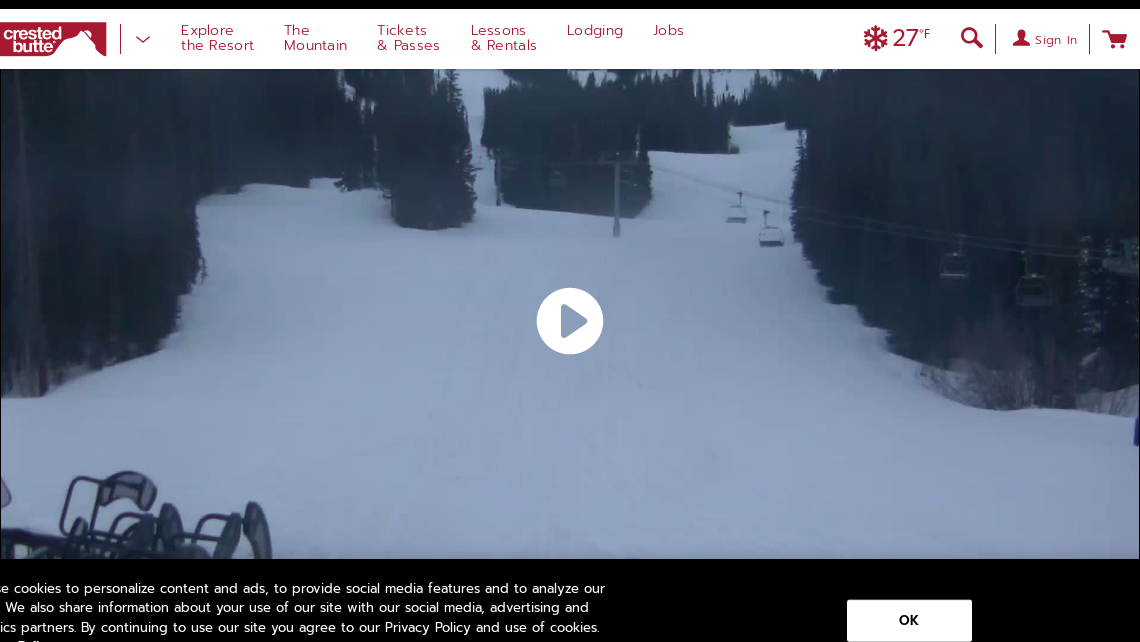 crested
butte
Explore
the Resort
The
Mountain
Tickets
& Passes
Lessons
& Rentals
Lodging
Jobs
27°F
Sign In
cookies to personalize content and ads, to provide social media features and to analyze our
We also share information about your use of our site with our social media, advertising and
partners. By continuing to use our site you agree to our Privacy Policy and use of cookies.
OK